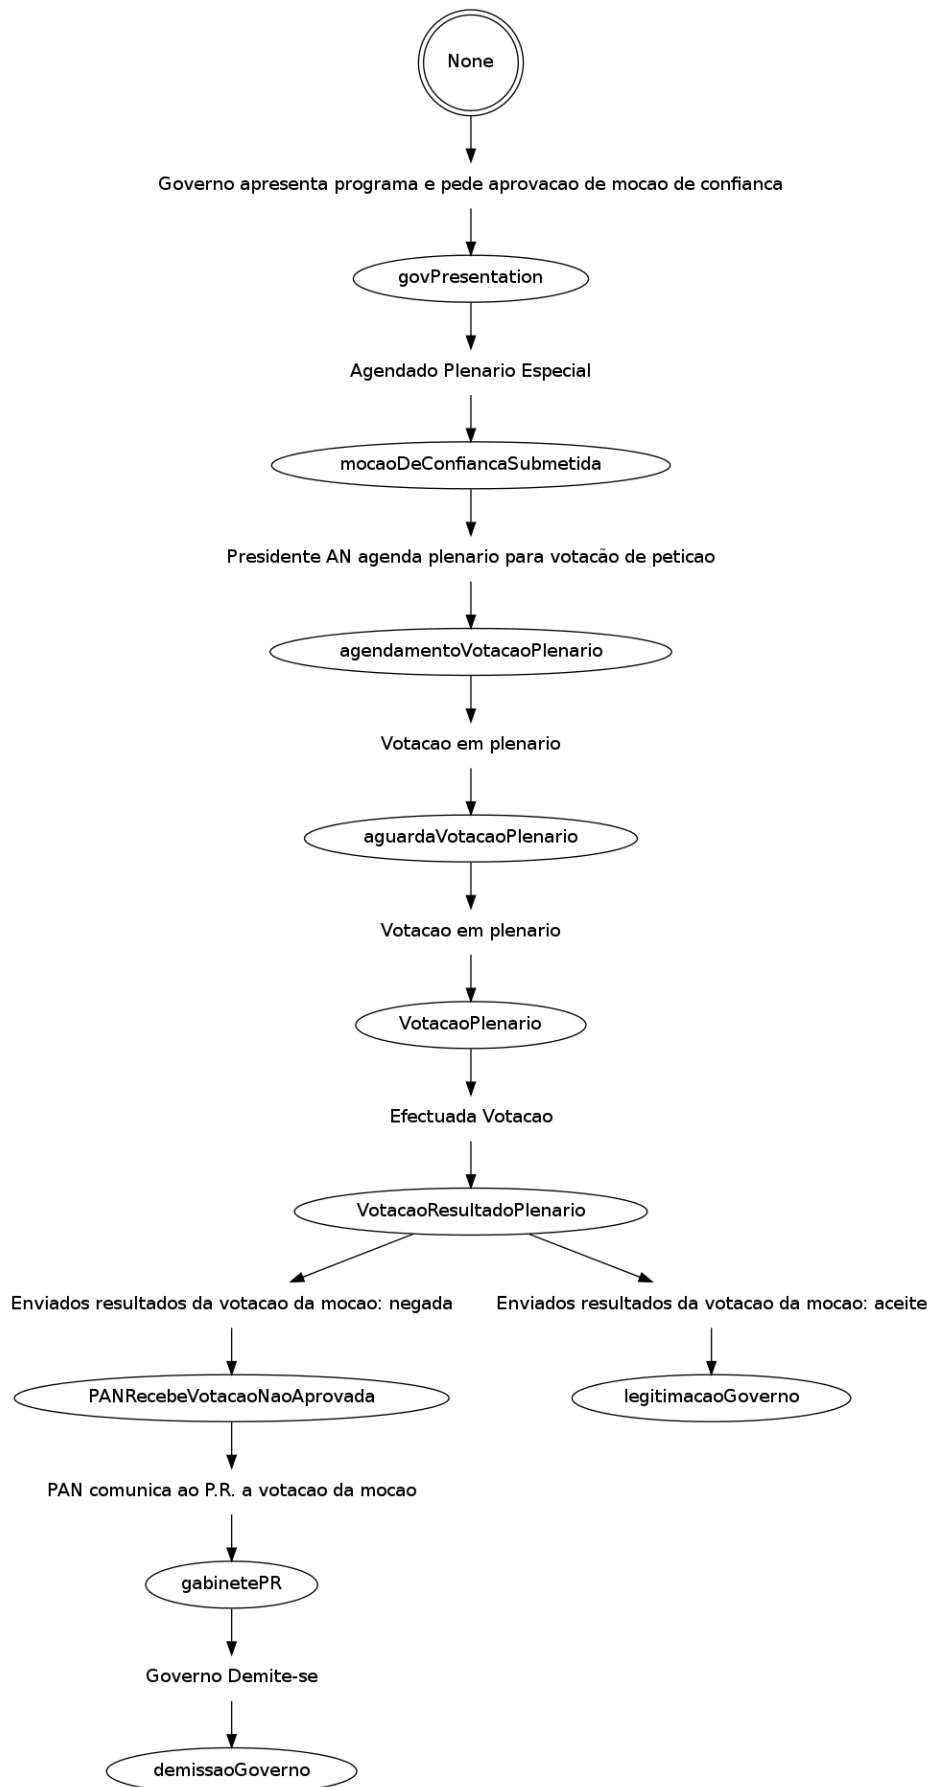 None
Governo apresenta programa e pede aprovacao de mocao de confianca
govPresentation
Agendado Plenario Especial
mocaoDeConfiancaSubmetida
Presidente AN agenda plenario para votacão de peticao
agendamentoVotacaoPlenario
Votacao em plenario
aguardaVotacaoPlenario
Votacao em plenario
VotacaoPlenario
Efectuada Votacao
VotacaoResultadoPlenario
Enviados resultados da votacao da mocao: negada
Enviados resultados da votacao da mocao: aceite
PANRecebeVotacaoNaoAprovada
legitimacaoGoverno
PAN comunica ao P.R. a votacao da mocao
gabinetePR
Governo Demite-se
demissaoGoverno